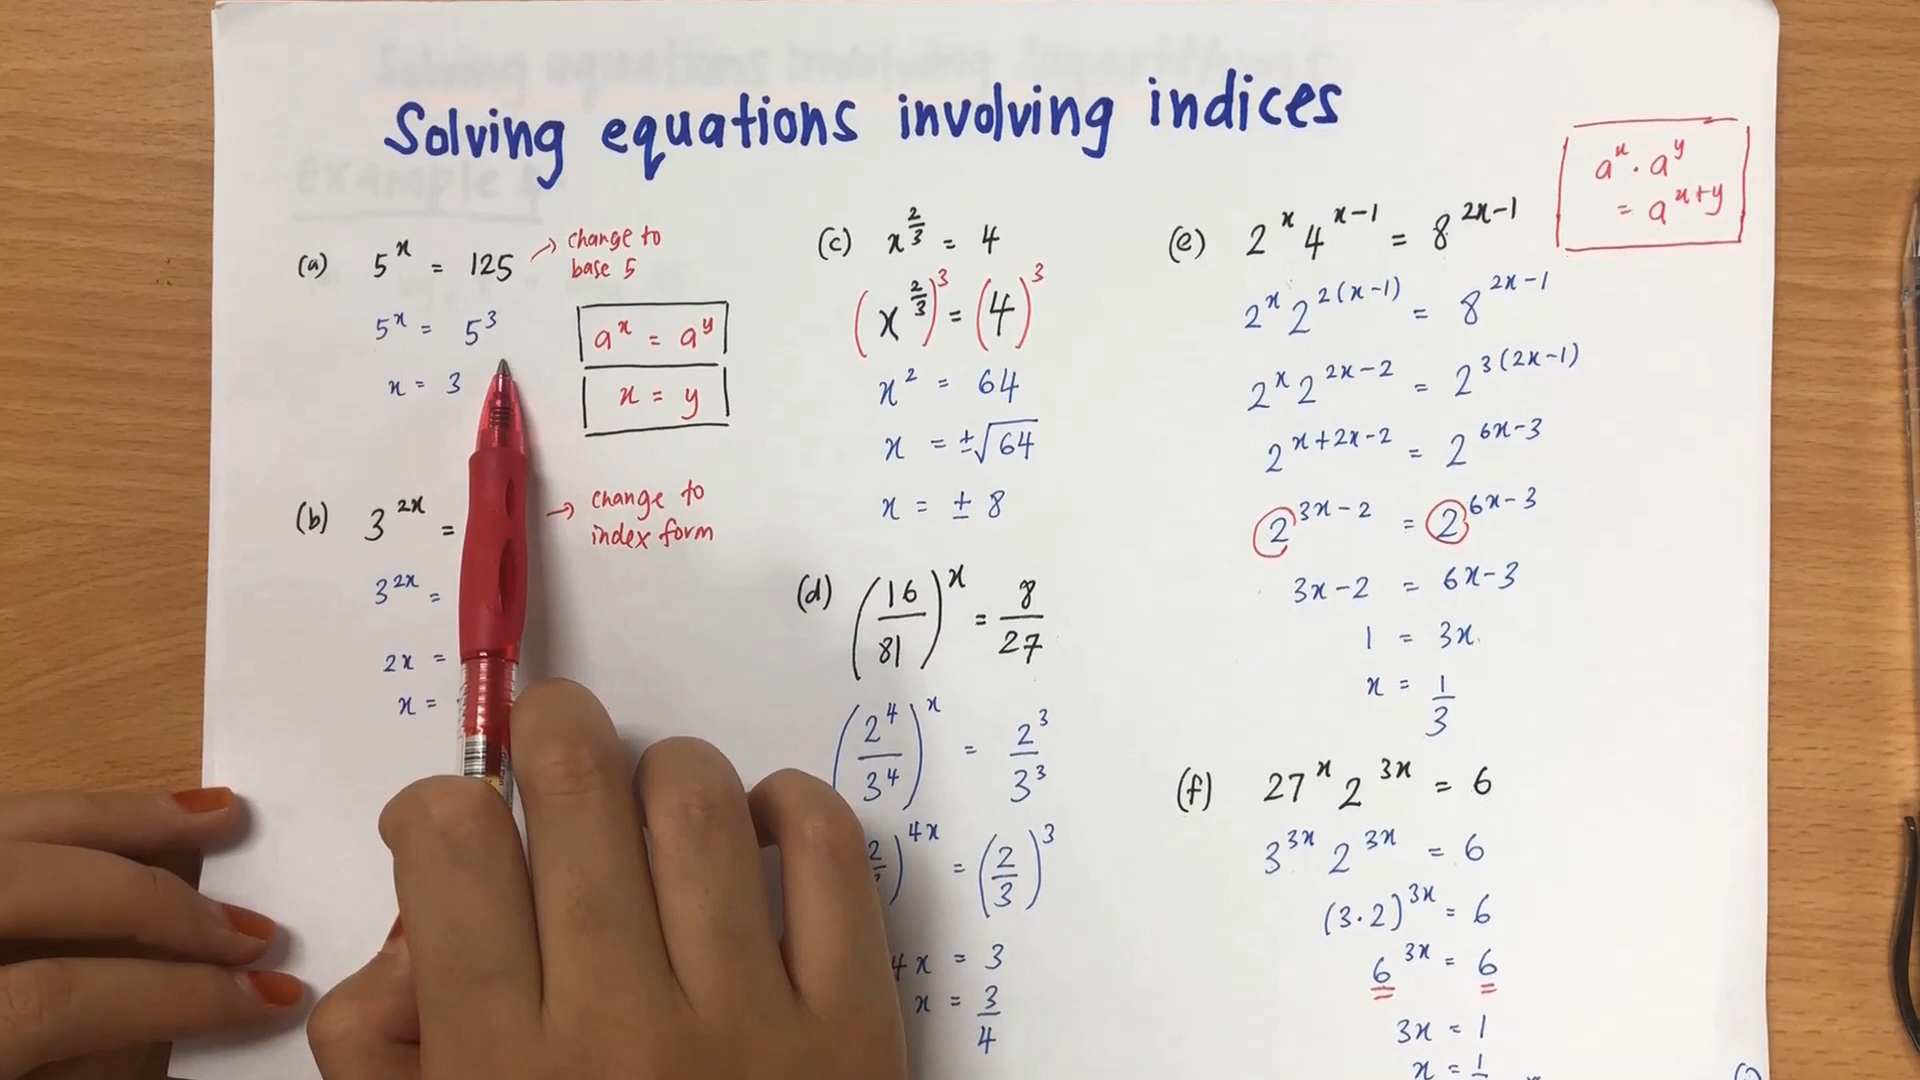 Solving equations involving indices
(a) 5^x = 125 → change to base 5
5^x = 5^3
x = 3
a^x = a^y
x = y
(b) 3^2x = → change to index form
3^2x =
2x =
x =
(c) x^(2/3) = 4
(x^(2/3))^3 = (4)^3
x^2 = 64
x = ±√64
x = ± 8
(d) (16/81)^x = 8/27
(2^4/3^4)^x = 2^3/3^3
)^4x = (2/3)^3
4x = 3
x = 3/4
a^x · a^y
= a^(x+y)
(e) 2^x 4^(x-1) = 8^(2x-1)
2^x 2^(2(x-1)) = 8^(2x-1)
2^x 2^(2x-2) = 2^(3(2x-1))
2^(x+2x-2) = 2^(6x-3)
2^(3x-2) = 2^(6x-3)
3x-2 = 6x-3
1 = 3x
x = 1/3
(f) 27^x 2^3x = 6
3^3x 2^3x = 6
(3·2)^3x = 6
6^3x = 6
3x = 1
x = 1